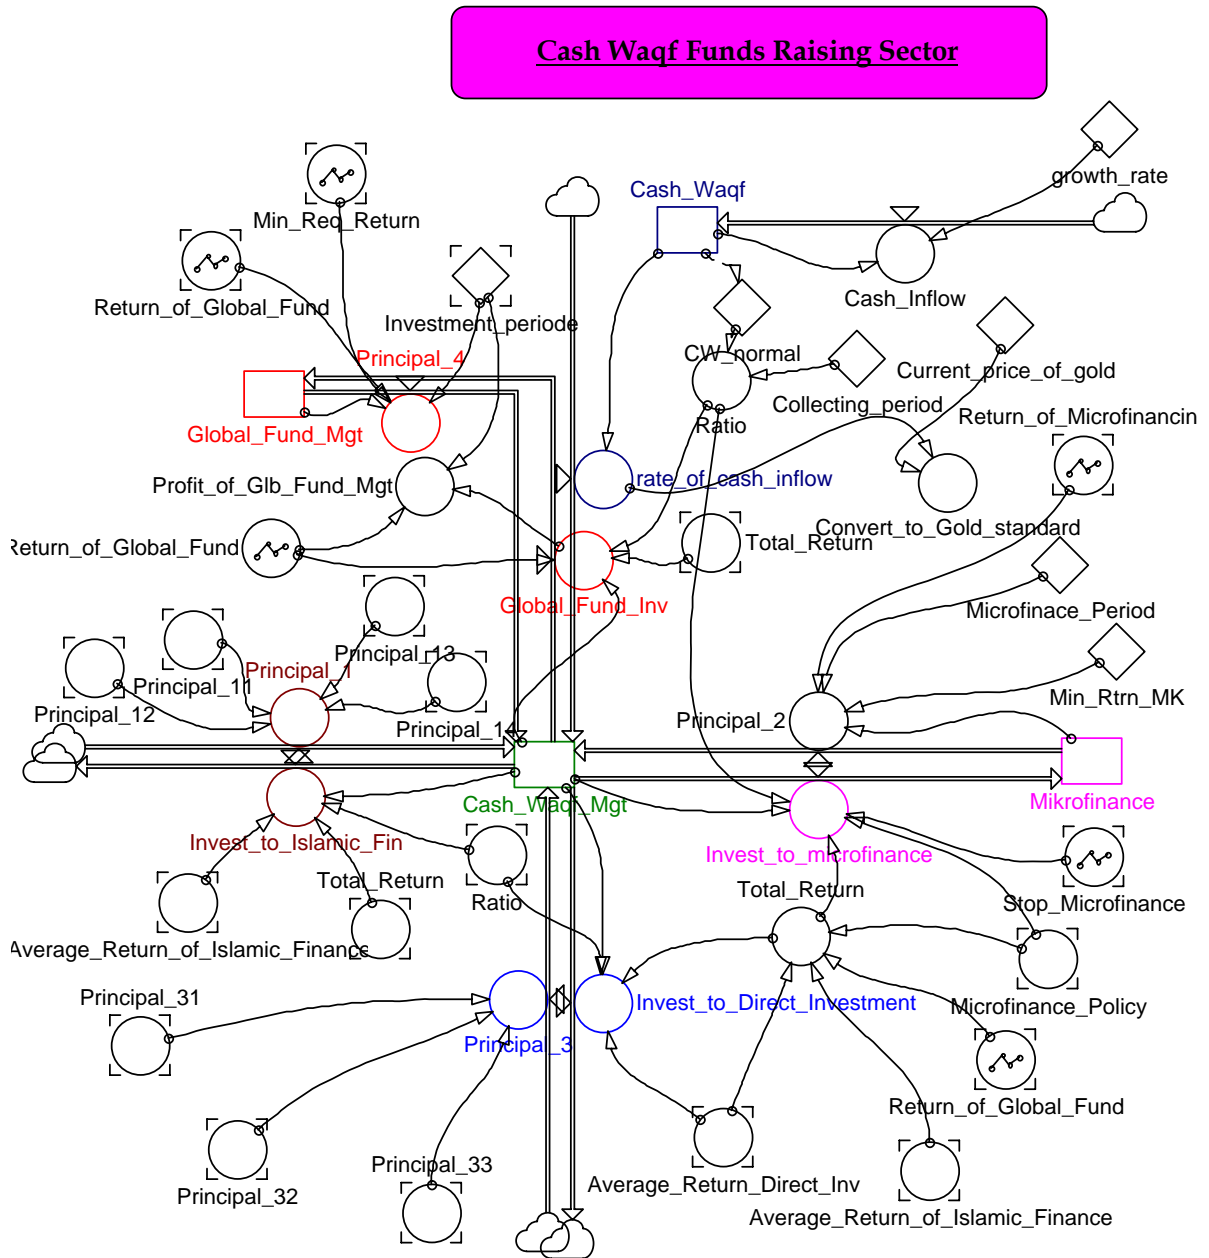 Cash Waqf Funds Raising Sector
growth_rate
Cash_Waqf
Min_Req_Return
Return_of_Global_Fund
Cash_Inflow
Investment_periode
Principal_4
CW_normal
Current_price_of_gold
Collecting_period
Return_of_Microfinancin
Global_Fund_Mgt
Ratio
Profit_of_Glb_Fund_Mgt
rate_of_cash_inflow
Convert_to_Gold_standard
Return_of_Global_Fund
Total_Return
Global_Fund_Inv
Microfinace_Period
Principal_13
Principal_1
Principal_11
Min_Rtrn_MK
Principal_12
Principal_14
Principal_2
Cash_Waqf_Mgt
Mikrofinance
Invest_to_Islamic_Fin
Invest_to_microfinance
Total_Return
Ratio
Total_Return
Stop_Microfinance
Average_Return_of_Islamic_Finance
Principal_31
Invest_to_Direct_Investment
Microfinance_Policy
Principal_3
Return_of_Global_Fund
Principal_33
Principal_32
Average_Return_Direct_Inv
Average_Return_of_Islamic_Finance